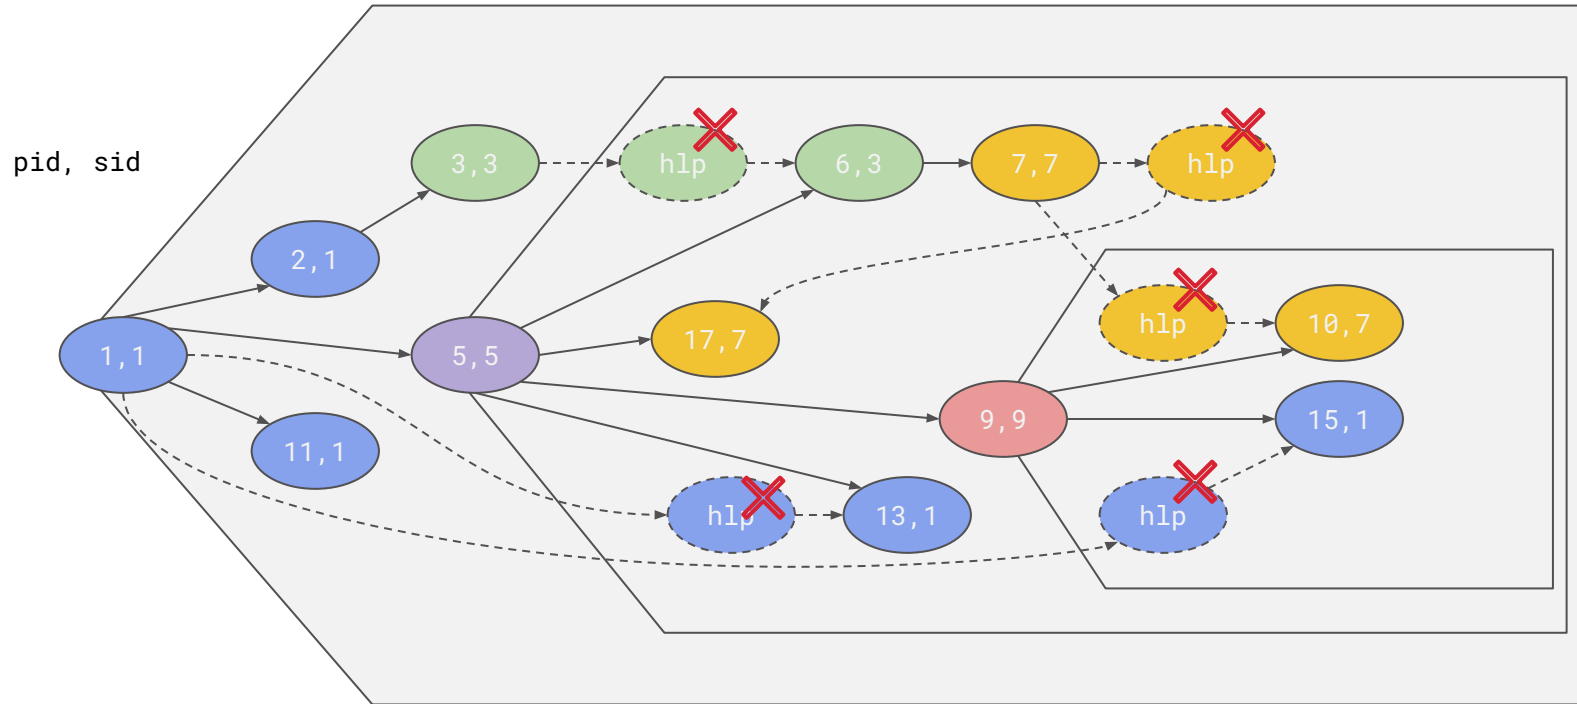 pid, sid
3,3
hlp
6,3
7,7
hlp
2,1
hlp
10,7
17,7
1,1
5,5
9,9
15,1
11,1
hlp
13,1
hlp